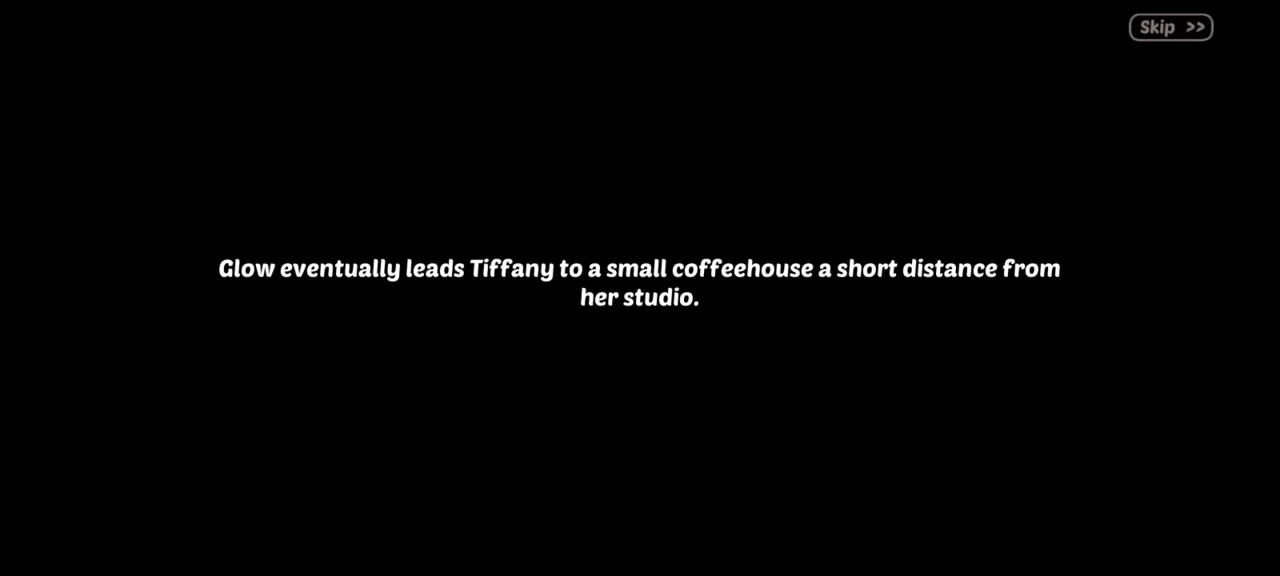 Skip >>
Glow eventually leads Tiffany to a small coffeehouse a short distance from
her studio.